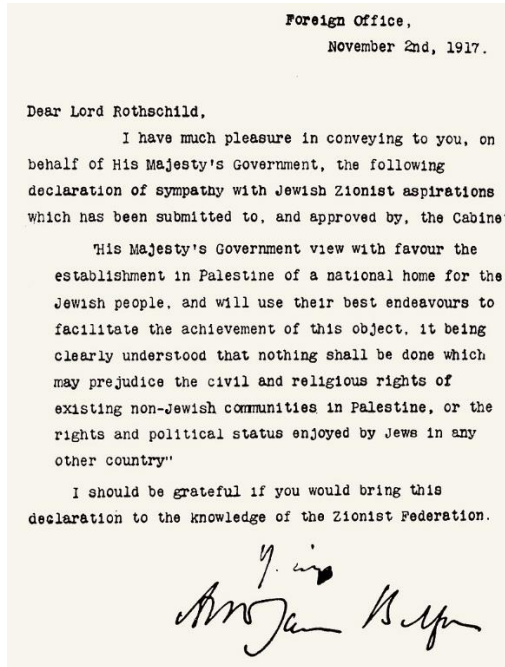 Foreign Office,
November 2nd, 1917.
Dear Lord Rothschild,
I have much pleasure in conveying to you, on
behalf of His Majesty's Government, the following
declaration of sympathy with Jewish Zionist aspirations
which has been submitted to, and approved by, the Cabine
"His Majesty's Government view with favour the
establishment in Palestine of a national home for the
Jewish people, and will use their best endeavours to
facilitate the achievement of this object, it being
clearly understood that nothing shall be done which
may prejudice the civil and religious rights of
existing non-Jewish communities in Palestine, or the
rights and political status enjoyed by Jews in any
other country"
I should be grateful if you would bring this
declaration to the knowledge of the Zionist Federation.